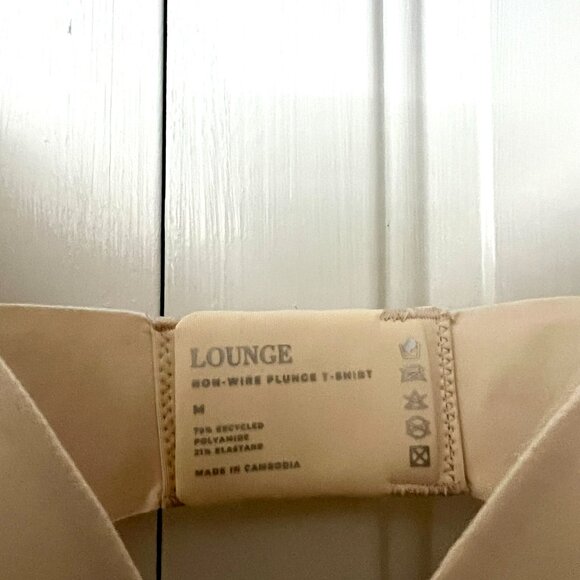 LOUNGE
NON-WIRE PLUNGE T-SHIRT
M
79% RECYCLED
POLYAMIDE
21% ELASTANE
MADE IN CAMBODIA